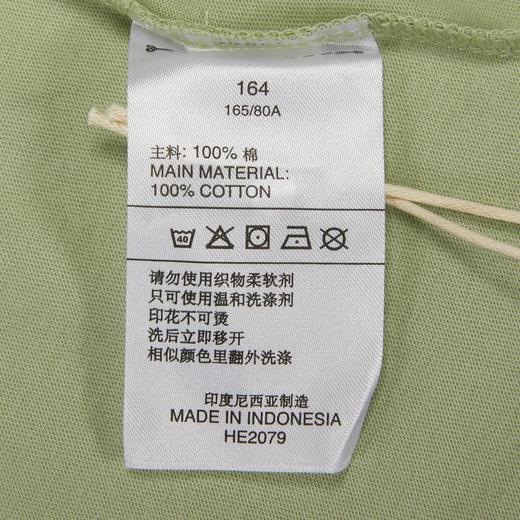 164
165/80A
主料: 100% 棉
MAIN MATERIAL:
100% COTTON
40
请勿使用织物柔软剂
只可使用温和洗涤剂
印花不可烫
洗后立即移开
相似颜色里翻外洗涤
印度尼西亚制造
MADE IN INDONESIA
HE2079